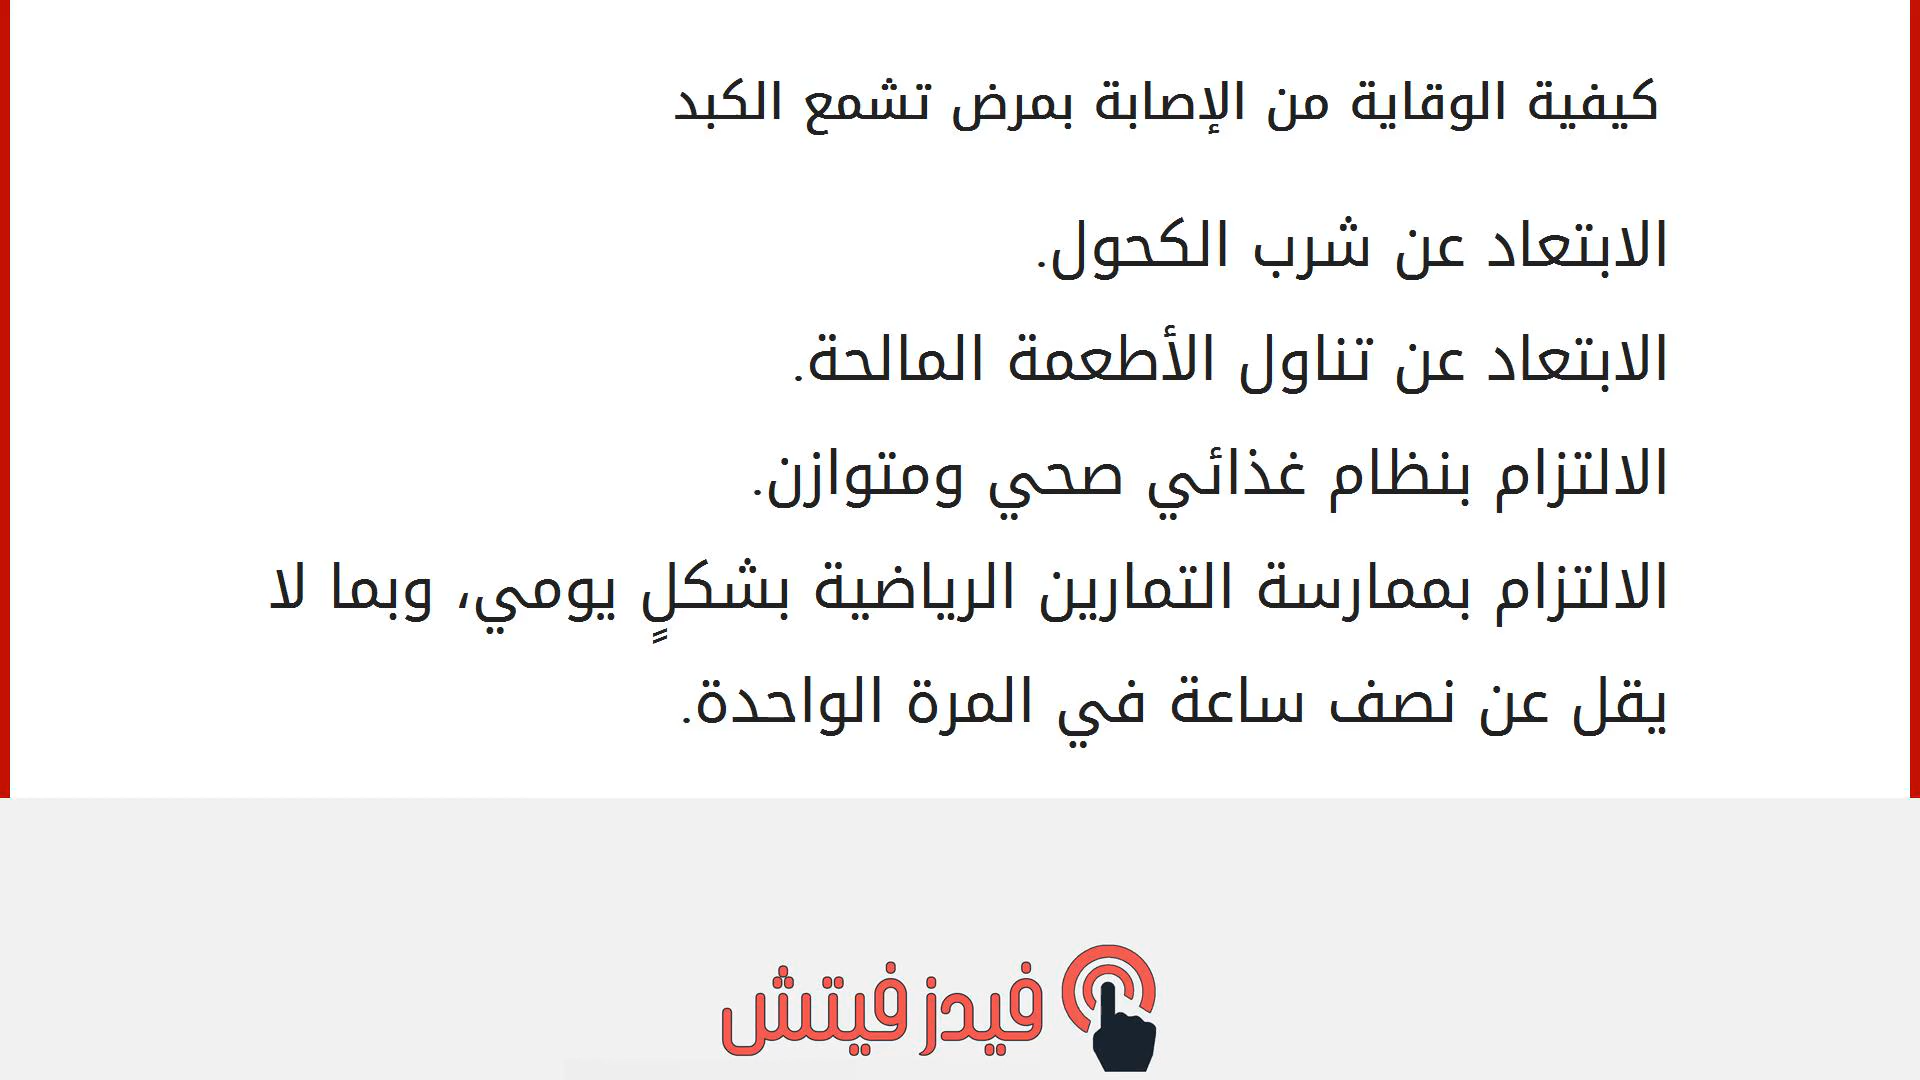 كيفية الوقاية من الإصابة بمرض تشمع الكبد
الابتعاد عن شرب الكحول.
الابتعاد عن تناول الأطعمة المالحة.
الالتزام بنظام غذائي صحي ومتوازن.
الالتزام بممارسة التمارين الرياضية بشكلٍ يومي، وبما لا
يقل عن نصف ساعة في المرة الواحدة.
فيدز فيتش